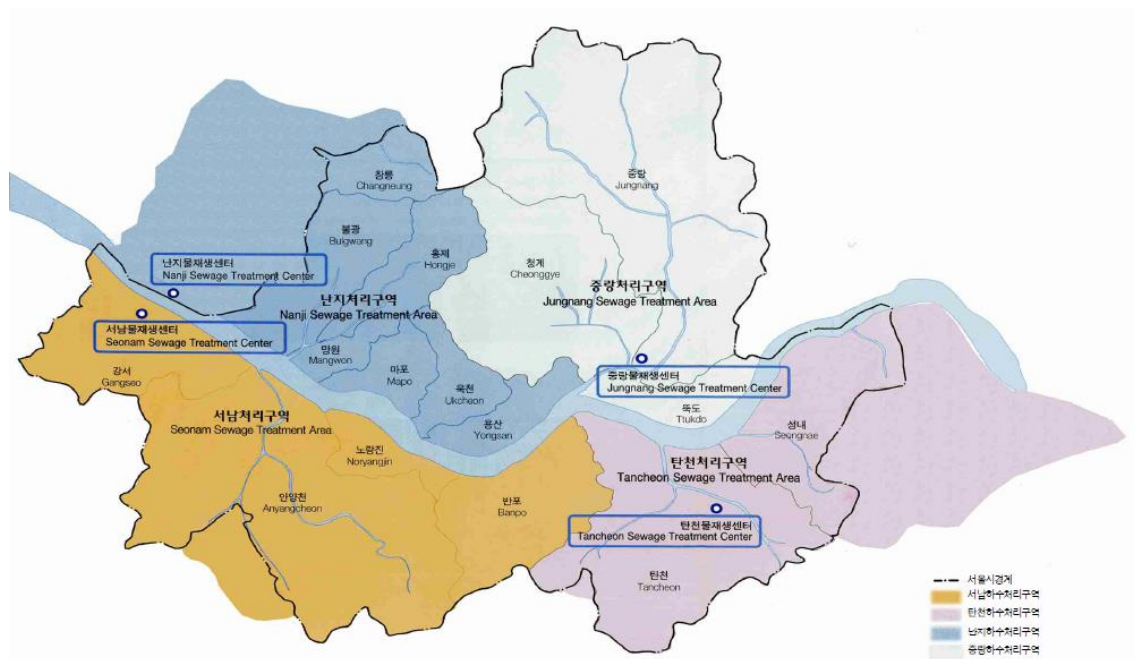 창릉
Changneung
중랑
Jungnang
불광
Bulgwang
홍제
Hongje
청계
Cheonggye
난지물재생센터
Nanji Sewage Treatment Center
난지처리구역
Nanji Sewage Treatment Area
중랑처리구역
Jungnang Sewage Treatment Area
서남물재생센터
Seonam Sewage Treatment Center
망원
Mangwon
강서
Gangseo
마포
Mapo
욱천
Ukcheon
중랑물재생센터
Jungnang Sewage Treatment Center
서남처리구역
Seonam Sewage Treatment Area
용산
Yongsan
뚝도
Ttukdo
성내
Seongnae
노량진
Noryangjin
탄천처리구역
Tancheon Sewage Treatment Area
안양천
Anyangcheon
반포
Banpo
탄천물재생센터
Tancheon Sewage Treatment Center
탄천
Tancheon
서울시경계
서남하수처리구역
탄천하수처리구역
난지하수처리구역
중랑하수처리구역